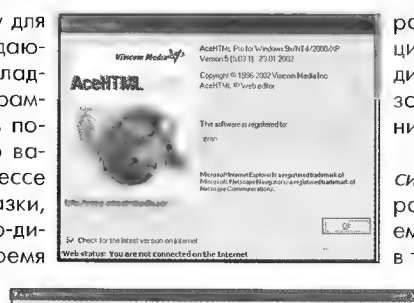 у для
даю-
лад-
рам-
ь по-
о ва-
ессе
азки,
о-ди-
ремя
Visicom Media
AceHTML
AceHTML Pro for Windows 9x/NT4/2000/XP
Version 5 (5.03.1) 23.01.2002
Copyright © 1996-2002 Visicom Media Inc
AceHTML ® web editor
This software is registered to:
Microsoft Internet Explorer is a registered trademark of
Microsoft. Netscape Navigator is a registered trademark of
Netscape Communications.
OK
Check for the latest version on Internet
Web status: You are not connected on the Internet
ро
ци
ди
за
ни
си
ро
ем
в т